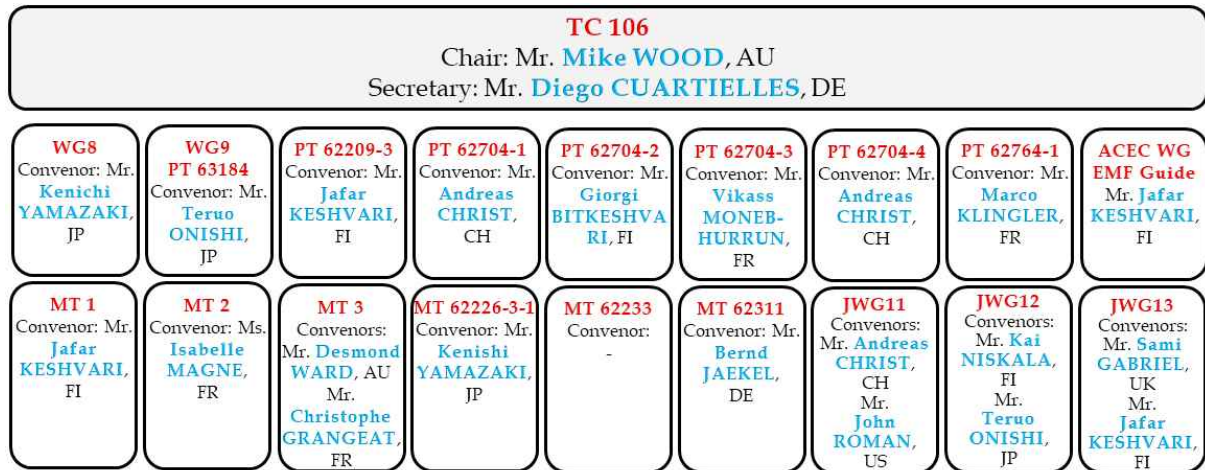 TC 106
Chair: Mr. Mike WOOD, AU
Secretary: Mr. Diego CUARTIELLES, DE
WG8
Convenor: Mr.
Kenichi
YAMAZAKI,
JP
WG9
PT 63184
Convenor: Mr.
Teruo
ONISHI,
JP
PT 62209-3
Convenor: Mr.
Jafar
KESHVARI,
FI
PT 62704-1
Convenor: Mr.
Andreas
CHRIST,
CH
PT 62704-2
Convenor: Mr.
Giorgi
BITKESHVA
RI, FI
PT 62704-3
Convenor: Mr.
Vikass
MONEB-
HURRUN,
FR
PT 62704-4
Convenor: Mr.
Andreas
CHRIST,
CH
PT 62764-1
Convenor: Mr.
Marco
KLINGLER,
FR
ACEC WG
EMF Guide
Mr. Jafar
KESHVARI,
FI
MT 1
Convenor: Mr.
Jafar
KESHVARI,
FI
MT 2
Convenor: Ms.
Isabelle
MAGNE,
FR
MT 3
Convenors:
Mr. Desmond
WARD, AU
Mr.
Christophe
GRANGEAT,
FR
MT 62226-3-1
Convenor: Mr.
Kenishi
YAMAZAKI,
JP
MT 62233
Convenor:
-
MT 62311
Convenor: Mr.
Bernd
JAEKEL,
DE
JWG11
Convenors:
Mr. Andreas
CHRIST,
CH
Mr.
John
ROMAN,
US
JWG12
Convenors:
Mr. Kai
NISKALA,
FI
Mr.
Teruo
ONISHI,
JP
JWG13
Convenors:
Mr. Sami
GABRIEL,
UK
Mr.
Jafar
KESHVARI,
FI